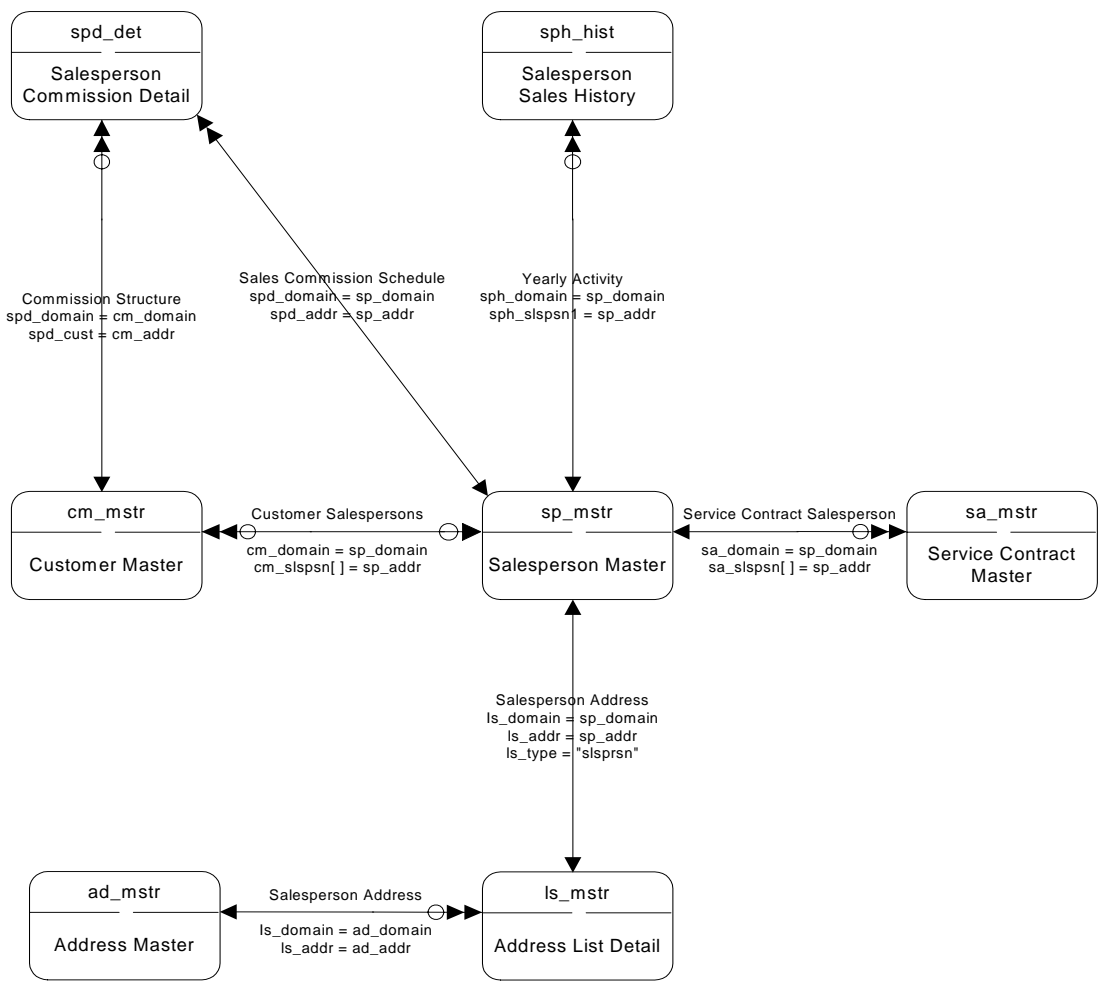 spd_det
Salesperson
Commission Detail
sph_hist
Salesperson
Sales History
Sales Commission Schedule
spd_domain = sp_domain
spd_addr = sp_addr
Yearly Activity
sph_domain = sp_domain
sph_slspsn1 = sp_addr
Commission Structure
spd_domain = cm_domain
spd_cust = cm_addr
cm_mstr
Customer Master
Customer Salespersons
cm_domain = sp_domain
cm_slspsn[ ] = sp_addr
sp_mstr
Salesperson Master
Service Contract Salesperson
sa_domain = sp_domain
sa_slspsn[ ] = sp_addr
sa_mstr
Service Contract
Master
Salesperson Address
ls_domain = sp_domain
ls_addr = sp_addr
ls_type = "slsprsn"
ad_mstr
Address Master
Salesperson Address
ls_domain = ad_domain
ls_addr = ad_addr
ls_mstr
Address List Detail